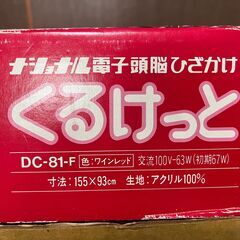 ナショナル電子頭脳ひざかけ
くるけっと
DC-81-F 色:ワインレッド 交流100V-63W(初期67W)
寸法:155×93cm 生地:アクリル100%